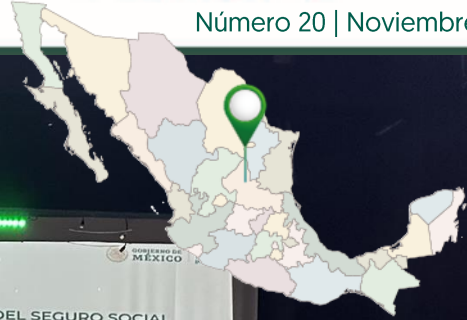 Número 20 | Noviembre
GOBIERNO DE
MÉXICO
DEL SEGURO SOCIAL